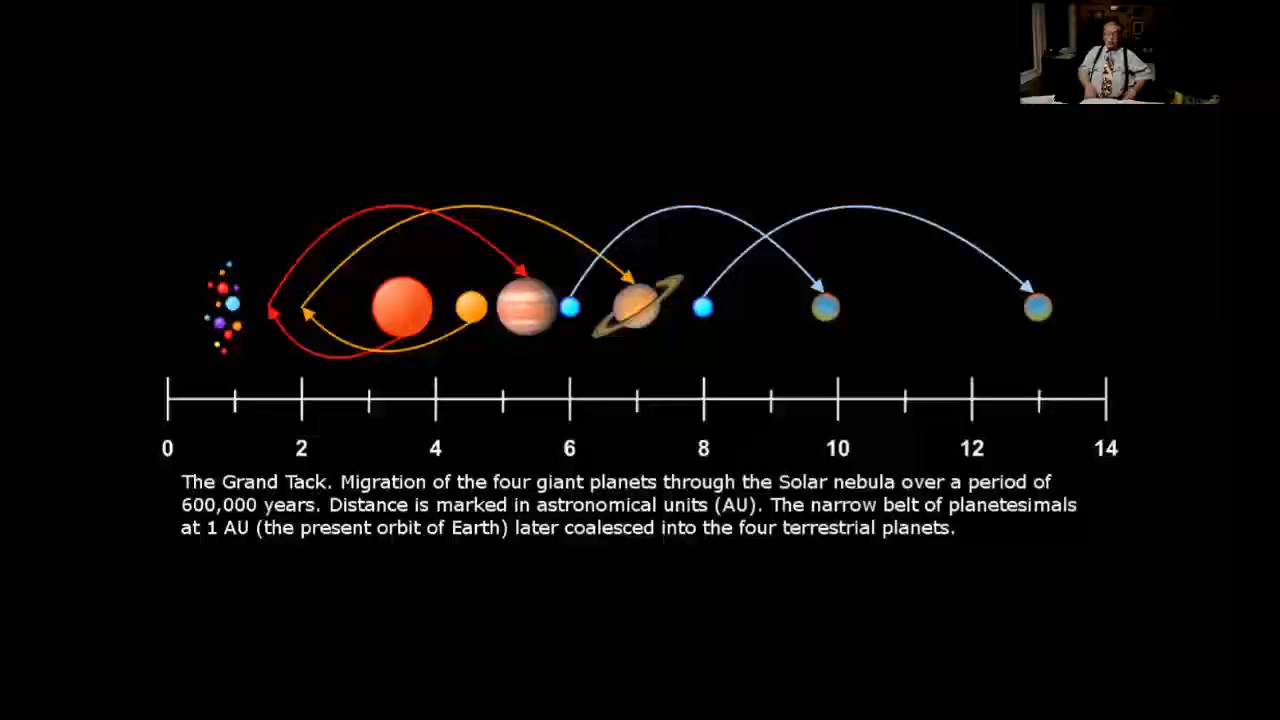 0 2 4 6 8 10 12 14
The Grand Tack. Migration of the four giant planets through the Solar nebula over a period of
600,000 years. Distance is marked in astronomical units (AU). The narrow belt of planetesimals
at 1 AU (the present orbit of Earth) later coalesced into the four terrestrial planets.